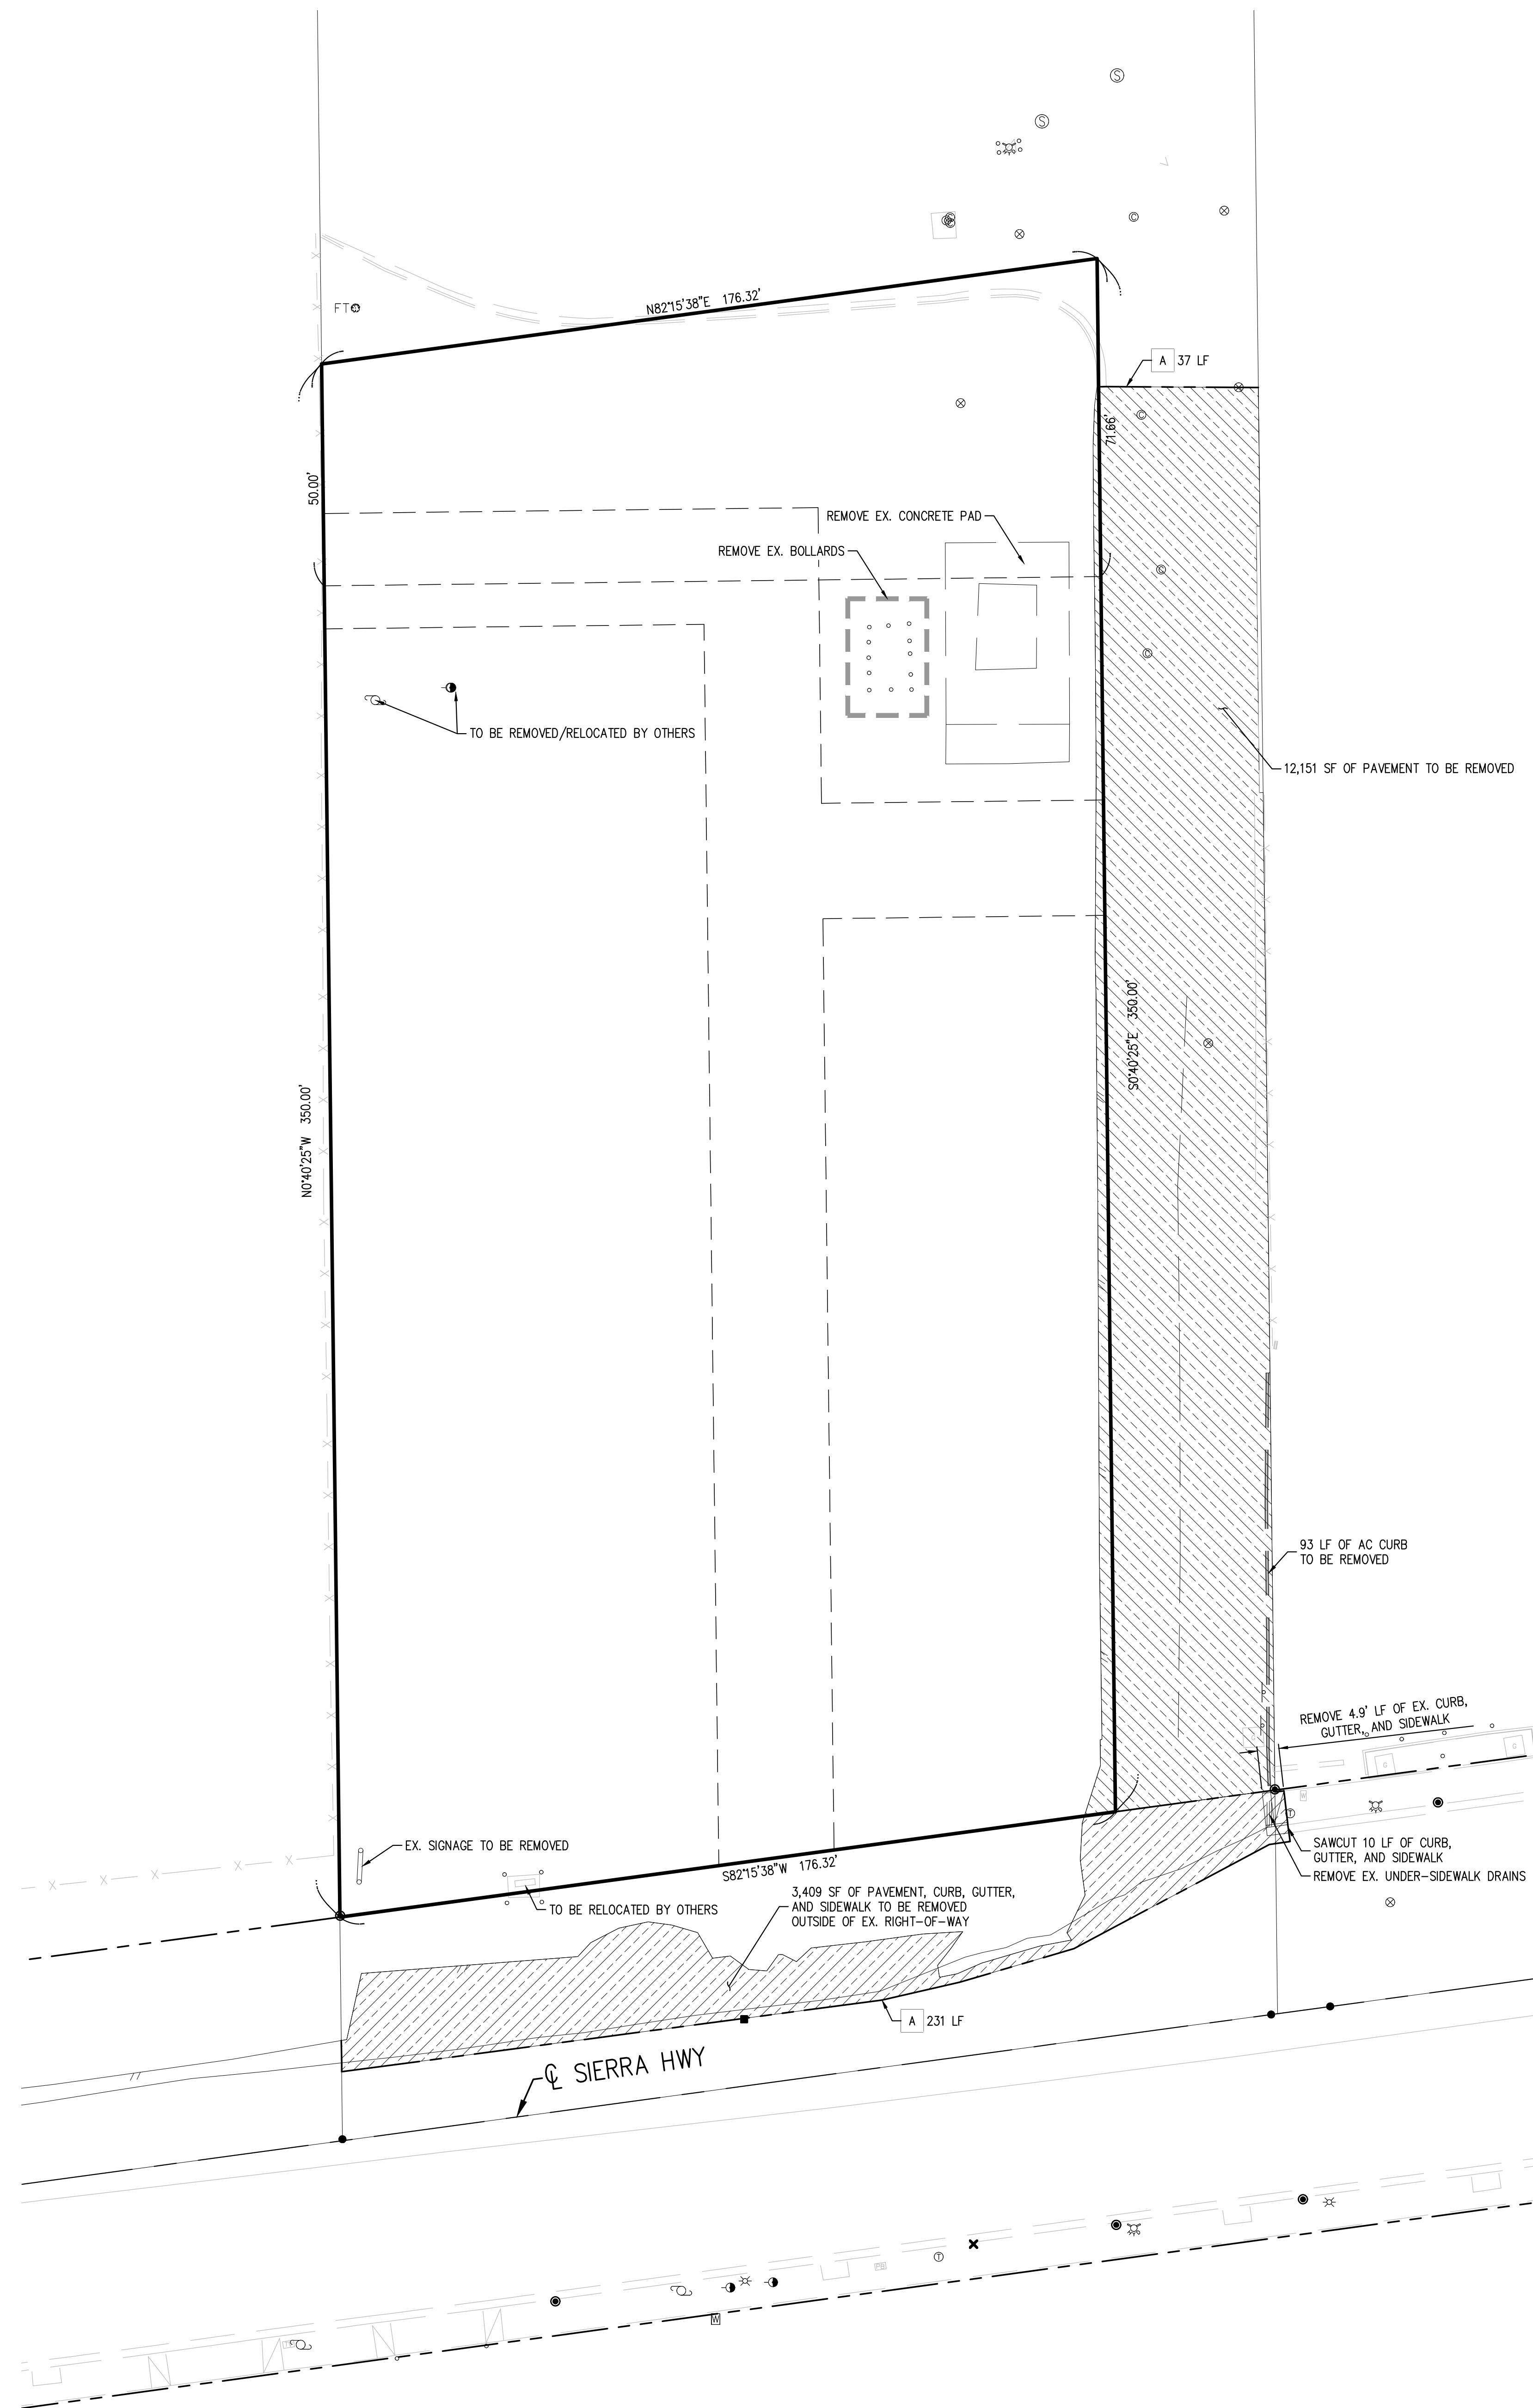 S
S
C
C
FT
N82°15'38"E 176.32'
A 37 LF
C
71.66'
50.00'
REMOVE EX. CONCRETE PAD
REMOVE EX. BOLLARDS
C
C
TO BE REMOVED/RELOCATED BY OTHERS
12,151 SF OF PAVEMENT TO BE REMOVED
S0°40'25"E 350.00'
N0°40'25"W 350.00'
93 LF OF AC CURB
TO BE REMOVED
REMOVE 4.9' LF OF EX. CURB,
GUTTER, AND SIDEWALK
G
G
W
T
EX. SIGNAGE TO BE REMOVED
SAWCUT 10 LF OF CURB,
GUTTER, AND SIDEWALK
REMOVE EX. UNDER-SIDEWALK DRAINS
S82°15'38"W 176.32'
3,409 SF OF PAVEMENT, CURB, GUTTER,
AND SIDEWALK TO BE REMOVED
OUTSIDE OF EX. RIGHT-OF-WAY
TO BE RELOCATED BY OTHERS
A 231 LF
℄ SIERRA HWY
T
PB
W